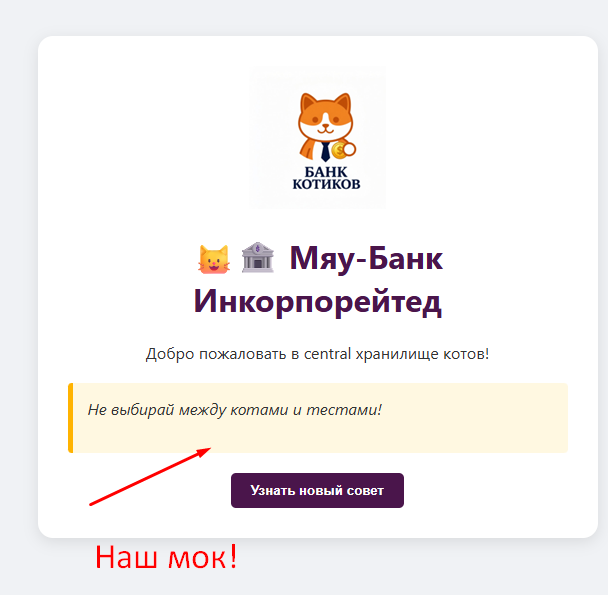 БАНК
КОТИКОВ
Мяу-Банк
Инкорпорейтед
Добро пожаловать в central хранилище котов!
Не выбирай между котами и тестами!
Узнать новый совет
Наш мок!